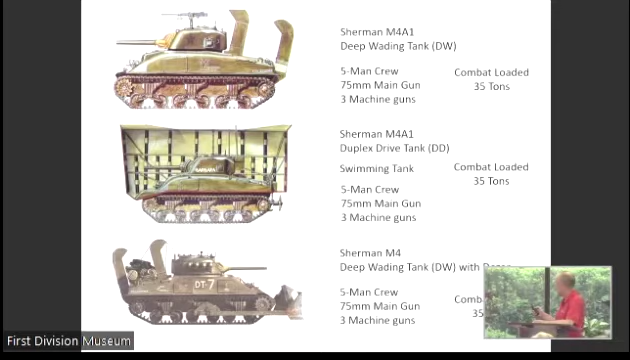 Sherman M4A1
Deep Wading Tank (DW)
5-Man Crew
75mm Main Gun
3 Machine guns
Combat Loaded
35 Tons
Sherman M4A1
Duplex Drive Tank (DD)
Swimming Tank
5-Man Crew
75mm Main Gun
3 Machine guns
Combat Loaded
35 Tons
Sherman M4
Deep Wading Tank (DW) with
5-Man Crew
75mm Main Gun
3 Machine guns
35
DT 7
First Division Museum